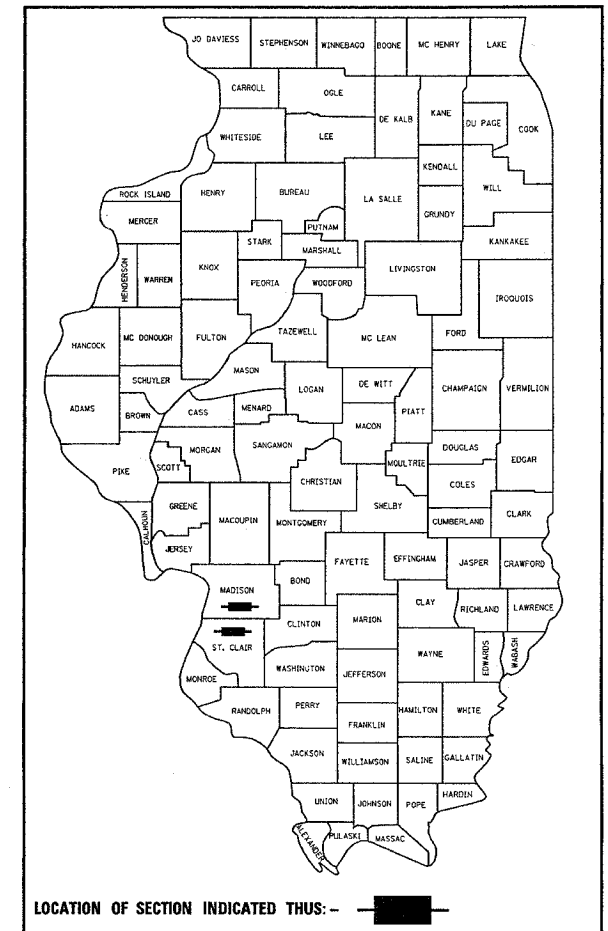 JO DAVIESS STEPHENSON WINNEBAGO BOONE MC HENRY LAKE
CARROLL OGLE DE KALB KANE DU PAGE COOK
WHITESIDE LEE KENDALL WILL
ROCK ISLAND HENRY BUREAU LA SALLE GRUNDY
MERCER STARK PUTNAM MARSHALL KANKAKEE
HENDERSON WARREN KNOX PEORIA WOODFORD LIVINGSTON IROQUOIS
HANCOCK MC DONOUGH FULTON TAZEWELL MC LEAN FORD
SCHUYLER MASON LOGAN DE WITT CHAMPAIGN VERMILION
ADAMS BROWN CASS MENARD MACON PIATT
PIKE SCOTT MORGAN SANGAMON CHRISTIAN MOULTRIE DOUGLAS EDGAR
COLES
CALHOUN GREENE MACOUPIN MONTGOMERY SHELBY CUMBERLAND CLARK
JERSEY FAYETTE EFFINGHAM JASPER CRAWFORD
MADISON BOND CLAY RICHLAND LAWRENCE
CLINTON MARION
ST. CLAIR WAYNE EDWARDS WABASH
MONROE WASHINGTON JEFFERSON
RANDOLPH PERRY FRANKLIN HAMILTON WHITE
JACKSON WILLIAMSON SALINE GALLATIN
UNION JOHNSON POPE HARDIN
ALEXANDER PULASKI MASSAC
LOCATION OF SECTION INDICATED THUS: -